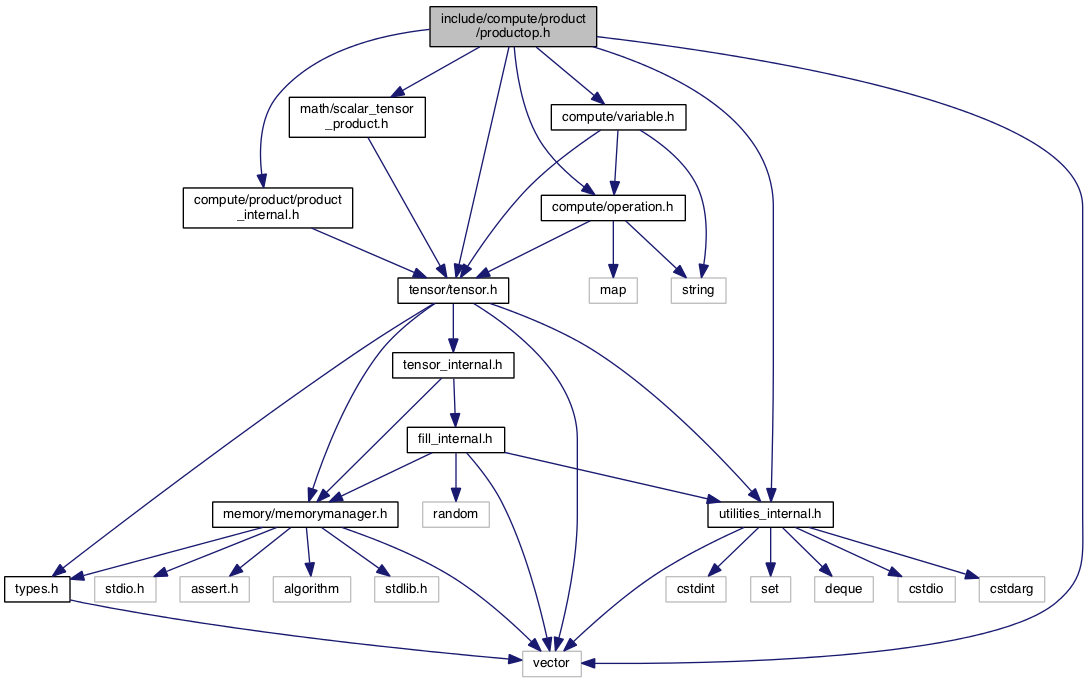 include/compute/product
/productop.h
math/scalar_tensor
_product.h
compute/variable.h
compute/product/product
_internal.h
compute/operation.h
tensor/tensor.h
map
string
tensor_internal.h
fill_internal.h
memory/memorymanager.h
random
utilities_internal.h
types.h
stdio.h
assert.h
algorithm
stdlib.h
cstdint
set
deque
cstdio
cstdarg
vector